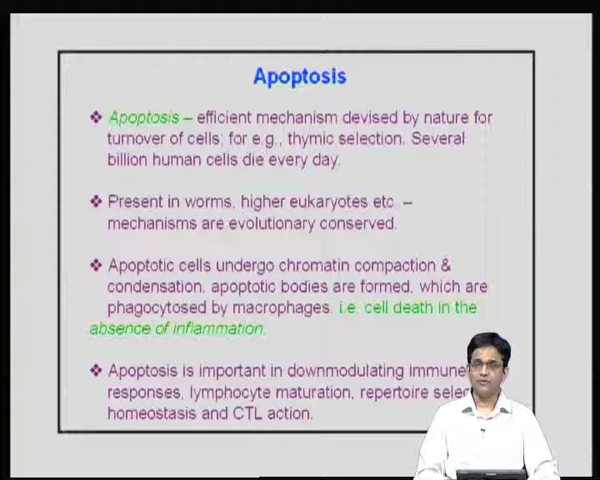 Apoptosis
❖ Apoptosis – efficient mechanism devised by nature for
turnover of cells; for e.g., thymic selection. Several
billion human cells die every day.
❖ Present in worms, higher eukaryotes etc. –
mechanisms are evolutionary conserved.
❖ Apoptotic cells undergo chromatin compaction &
condensation, apoptotic bodies are formed, which are
phagocytosed by macrophages, i.e. cell death in the
absence of inflammation.
❖ Apoptosis is important in downmodulating immune
responses, lymphocyte maturation, repertoire
homeostasis and CTL action.